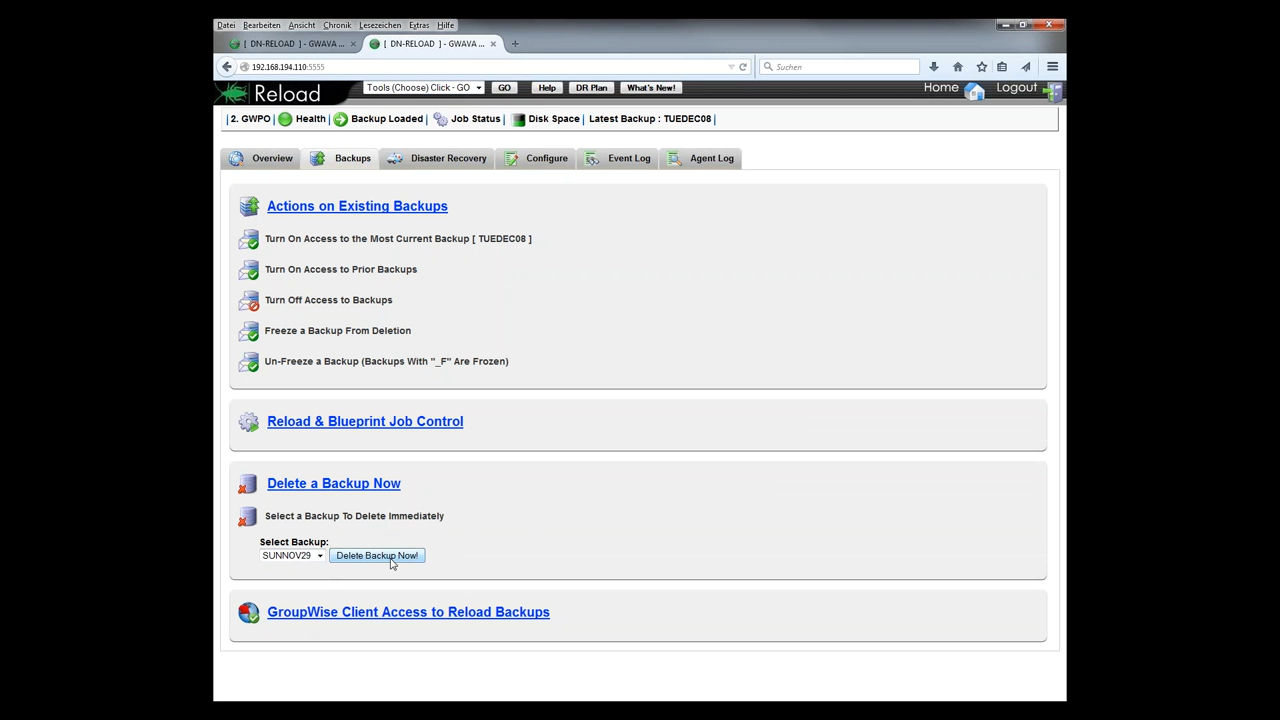 Datei Bearbeiten Ansicht Chronik Lesezeichen Extras Hilfe
[ DN-RELOAD ] - GWAVA ... × [ DN-RELOAD ] - GWAVA ... × +
192.168.194.110:5555 Suchen
Reload Tools (Choose) Click - GO GO Help DR Plan What's New! Home Logout
| 2. GWPO | Health | Backup Loaded | Job Status | Disk Space | Latest Backup : TUEDEC08 |
Overview Backups Disaster Recovery Configure Event Log Agent Log
Actions on Existing Backups
Turn On Access to the Most Current Backup [ TUEDEC08 ]
Turn On Access to Prior Backups
Turn Off Access to Backups
Freeze a Backup From Deletion
Un-Freeze a Backup (Backups With "_F" Are Frozen)
Reload & Blueprint Job Control
Delete a Backup Now
Select a Backup To Delete Immediately
Select Backup:
SUNNOV29 Delete Backup Now!
GroupWise Client Access to Reload Backups